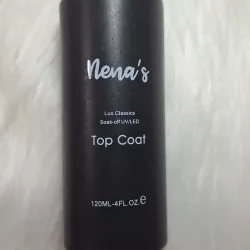 Nena's
Lux.Classics
Soak-off UV/LED
Top Coat
120ML-4FL.OZ e